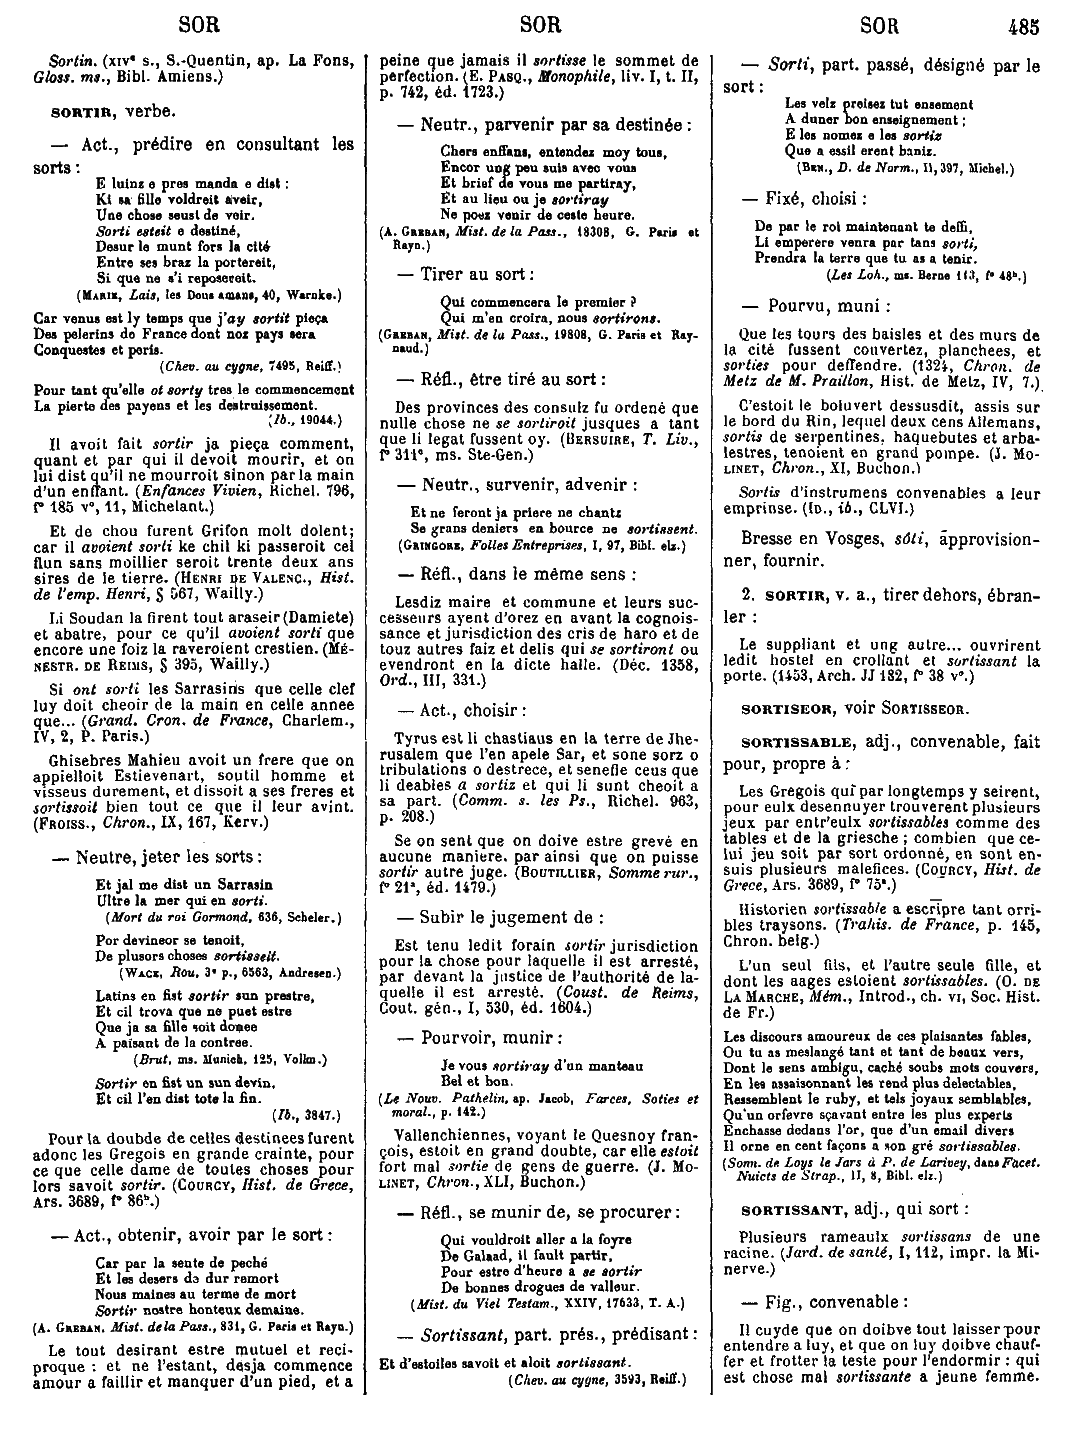 SOR
SOR
SOR
485
Sortin. (XIVᵉ s., S.-Quentin, ap. La Fons,
Gloss. ms., Bibl. Amiens.)
SORTIR, verbe.
— Act., prédire en consultant les
sorts :
E luinz e pres manda e dist :
Ki sa fille voldreit aveir,
Une chose seust de veir.
Sorti esteit e destiné,
Desur le munt fors la cité
Entre ses braz la portereit,
Si que ne s'i reposereit.
(MARIE, Lais, les Dous amans, 40, Warnke.)
Car venus est ly temps que j'ay sortit pieça
Des pelerins de France dont noz pays sera
Conquestes et peris.
(Chev. au cygne, 7495, Reiff.)
Pour tant qu'elle ot sorty tres le commencement
La pierte des payens et les destruissement.
(Ib., 19044.)
Il avoit fait sortir ja pieça comment,
quant et par qui il devoit mourir, et on
lui dist qu'il ne mourroit sinon par la main
d'un enffant. (Enfances Vivien, Richel. 796,
fº 185 vº, 11, Michelant.)
Et de chou furent Grifon molt dolent;
car il avoient sorti ke chil ki passeroit cel
flun sans moillier seroit trente deux ans
sires de le tierre. (HENRI DE VALENC., Hist.
de l'emp. Henri, § 567, Wailly.)
Li Soudan la firent tout araseir (Damiete)
et abatre, pour ce qu'il avoient sorti que
encore une foiz la raveroient crestien. (MÉ-
NESTR. DE REIMS, § 395, Wailly.)
Si ont sorti les Sarrasins que celle clef
luy doit cheoir de la main en celle annee
que... (Grand. Cron. de France, Charlem.,
IV, 2, P. Paris.)
Ghisebres Mahieu avoit un frere que on
appielloit Estievenart, soutil homme et
visseus durement, et dissoit a ses freres et
sortissoit bien tout ce que il leur avint.
(FROISS., Chron., IX, 167, Kerv.)
— Neutre, jeter les sorts :
Et jal me dist un Sarrasin
Ultre la mer qui en sorti.
(Mort du roi Gormond, 636, Scheler.)
Por devineor se tenoit,
De plusors choses sortisseit.
(WACE, Rou, 3ᵉ p., 6563, Andresen.)
Latins en fist sortir sun prestre,
Et cil trova que ne puet estre
Que ja sa fille soit donee
A païsant de la contree.
(Brut, ms. Munich, 125, Vollm.)
Sortir en fist un sun devin,
Et cil l'en dist tote la fin.
(Ib., 3847.)
Pour la doubde de celles destinees furent
adonc les Gregois en grande crainte, pour
ce que celle dame de toutes choses pour
lors savoit sortir. (COURCY, Hist. de Grece,
Ars. 3689, fº 86ᵇ.)
— Act., obtenir, avoir par le sort :
Car par la sente de peché
Et les desers de dur remort
Nous maines au terme de mort
Sortir nostre honteux demaine.
(A. GREBAN, Mist. de la Pass., 831, G. Paris et Rayn.)
Le tout desirant estre mutuel et reci-
proque : et ne l'estant, desja commence
amour a faillir et manquer d'un pied, et a
peine que jamais il sortisse le sommet de
perfection. (E. PASQ., Monophile, liv. I, t. II,
p. 742, éd. 1723.)
— Neutr., parvenir par sa destinée :
Chers enffans, entendez moy tous,
Encor ung peu suis avec vous
Et brief de vous me partiray,
Et au lieu ou je sortiray
Ne poez venir de ceste heure.
(A. GREBAN, Mist. de la Pass., 18308, G. Paris et
Rayn.)
— Tirer au sort :
Qui commencera le premier ?
Qui m'en croira, nous sortirons.
(GREBAN, Mist. de la Pass., 19808, G. Paris et Ray-
naud.)
— Réfl., être tiré au sort :
Des provinces des consulz fu ordené que
nulle chose ne se sortiroit jusques a tant
que li legat fussent oy. (BERSUIRE, T. Liv.,
fº 311ᵉ, ms. Ste-Gen.)
— Neutr., survenir, advenir :
Et ne feront ja priere ne chantz
Se grans deniers en bource ne sortissent.
(GRINGORE, Folles Entreprises, I, 97, Bibl. elz.)
— Réfl., dans le même sens :
Lesdiz maire et commune et leurs suc-
cesseurs ayent d'orez en avant la cognois-
sance et jurisdiction des cris de haro et de
touz autres faiz et delis qui se sortiront ou
evendront en la dicte halle. (Déc. 1358,
Ord., III, 331.)
— Act., choisir :
Tyrus est li chastiaus en la terre de Jhe-
rusalem que l'en apele Sar, et sone sorz o
tribulations o destrece, et senefie ceus que
li deables a sortiz et qui li sunt cheoit a
sa part. (Comm. s. les Ps., Richel. 963,
p. 208.)
Se on sent que on doive estre grevé en
aucune maniere, par ainsi que on puisse
sortir autre juge. (BOUTILLIER, Somme rur.,
fº 21ᵃ, éd. 1479.)
— Subir le jugement de :
Est tenu ledit forain sortir jurisdiction
pour la chose pour laquelle il est arresté,
par devant la justice de l'authorité de la-
quelle il est arresté. (Coust. de Reims,
Cout. gén., I, 530, éd. 1604.)
— Pourvoir, munir :
Je vous sortiray d'un manteau
Bel et bon.
(Le Nouv. Pathelin, ap. Jacob, Farces, Soties et
moral., p. 142.)
Vallenchiennes, voyant le Quesnoy fran-
çois, estoit en grand doubte, car elle estoit
fort mal sortie de gens de guerre. (J. MO-
LINET, Chron., XLI, Buchon.)
— Réfl., se munir de, se procurer :
Qui vouldroit aller a la foyre
De Galaad, il fault partir,
Pour estre d'heure a se sortir
De bonnes drogues de valleur.
(Mist. du Viel Testam., XXIV, 17633, T. A.)
— Sortissant, part. prés., prédisant :
Et d'estoiles savoit et aloit sortissant.
(Chev. au cygne, 3593, Reiff.)
— Sorti, part. passé, désigné par le
sort :
Les velz preisez tut ensement
A duner bon enseignement ;
E les nomez e les sortiz
Que a essil erent baniz.
(BEN., D. de Norm., II, 397, Michel.)
— Fixé, choisi :
De par le roi maintenant te deffi,
Li emperere venra par tans sorti,
Prendra la terre que tu as a tenir.
(Les Loh., ms. Berne 113, fº 48ᵇ.)
— Pourvu, muni :
Que les tours des baisles et des murs de
la cité fussent couvertez, planchees, et
sorties pour deffendre. (1324, Chron. de
Metz de M. Praillon, Hist. de Metz, IV, 7.)
C'estoit le boluvert dessusdit, assis sur
le bord du Rin, lequel deux cens Allemans,
sortis de serpentines, haquebutes et arba-
lestres, tenoient en grand pompe. (J. MO-
LINET, Chron., XI, Buchon.)
Sortis d'instrumens convenables a leur
emprinse. (ID., ib., CLVI.)
Bresse en Vosges, sôti, approvision-
ner, fournir.
2. SORTIR, v. a., tirer dehors, ébran-
ler :
Le suppliant et ung autre... ouvrirent
ledit hostel en crollant et sortissant la
porte. (1453, Arch. JJ 182, fº 38 vº.)
SORTISEOR, voir SORTISSEOR.
SORTISSABLE, adj., convenable, fait
pour, propre à :
Les Gregois qui par longtemps y seirent,
pour eulx desennuyer trouverent plusieurs
jeux par entr'eulx sortissables comme des
tables et de la griesche ; combien que ce-
lui jeu soit par sort ordonné, en sont en-
suis plusieurs malefices. (COURCY, Hist. de
Grece, Ars. 3689, fº 75ᵃ.)
Historien sortissable a escripre tant orri-
bles traysons. (Trahis. de France, p. 145,
Chron. belg.)
L'un seul fils, et l'autre seule fille, et
dont les aages estoient sortissables. (O. DE
LA MARCHE, Mém., Introd., ch. VI, Soc. Hist.
de Fr.)
Les discours amoureux de ces plaisantes fables,
Ou tu as meslangé tant et tant de beaux vers,
Dont le sens ambigu, caché soubs mots couvers,
En les assaisonnant les rend plus delectables,
Ressemblent le ruby, et tels joyaux semblables,
Qu'un orfevre sçavant entre les plus experts
Enchasse dedans l'or, que d'un email divers
Il orne en cent façons a son gré sortissables.
(Sonn. de Loys le Jars à P. de Larivey, dans Facet.
Nuicts de Strap., II, 8, Bibl. elz.)
SORTISSANT, adj., qui sort :
Plusieurs rameaulx sortissans de une
racine. (Jard. de santé, I, 112, impr. la Mi-
nerve.)
— Fig., convenable :
Il cuyde que on doibve tout laisser pour
entendre a luy, et que on luy doibve chauf-
fer et frotter la teste pour l'endormir : qui
est chose mal sortissante a jeune femme.